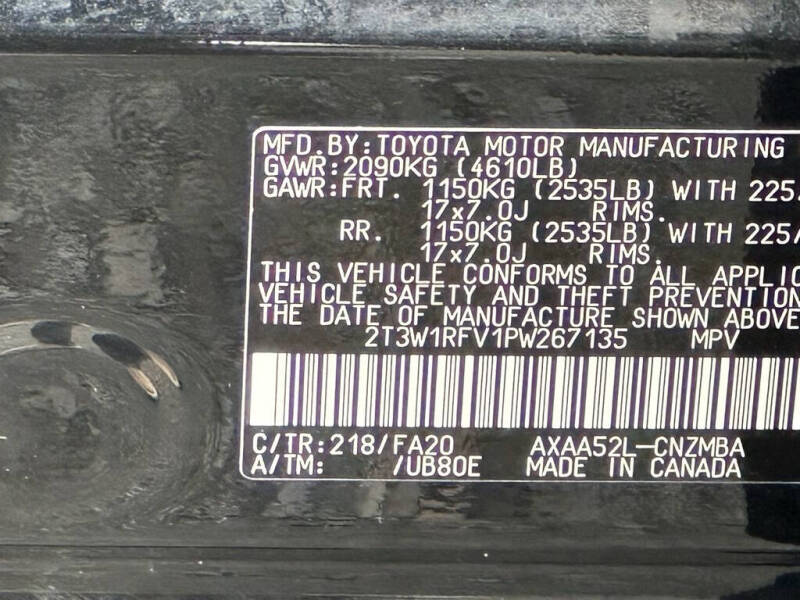 MFD.BY:TOYOTA MOTOR MANUFACTURING
GVWR:2090KG (4610LB)
GAWR:FRT. 1150KG (2535LB) WITH 225/
17x7.0J RIMS.
RR. 1150KG (2535LB) WITH 225/
17x7.0J RIMS.
THIS VEHICLE CONFORMS TO ALL APPLIC
VEHICLE SAFETY AND THEFT PREVENTION
THE DATE OF MANUFACTURE SHOWN ABOVE
2T3W1RFV1PW267135 MPV
C/TR:218/FA20 AXAA52L-CNZMBA
A/TM: /UB80E MADE IN CANADA